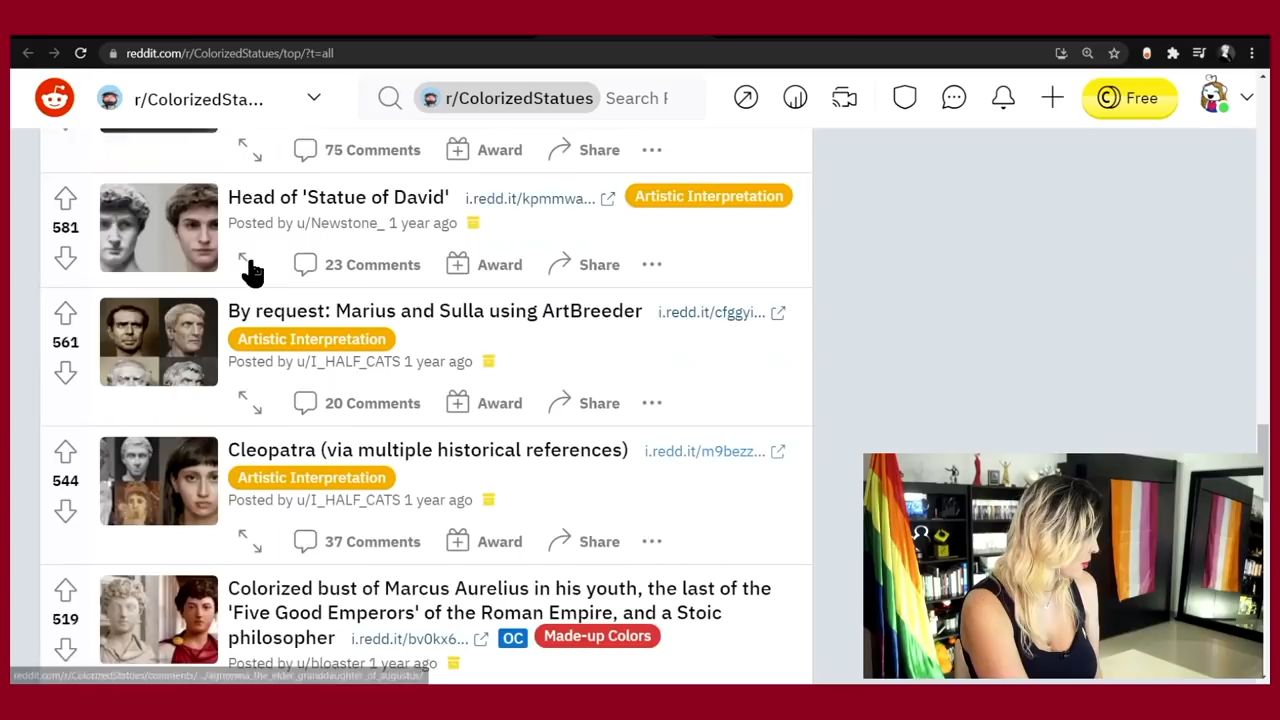 reddit.com/r/ColorizedStatues/top/?t=all
r/ColorizedSta...
r/ColorizedStatues Search F
Free
75 Comments Award Share
581
Head of 'Statue of David' i.redd.it/kpmmwa... Artistic Interpretation
Posted by u/Newstone_ 1 year ago
23 Comments Award Share
561
By request: Marius and Sulla using ArtBreeder i.redd.it/cfggyi...
Artistic Interpretation
Posted by u/I_HALF_CATS 1 year ago
20 Comments Award Share
544
Cleopatra (via multiple historical references) i.redd.it/m9bezz...
Artistic Interpretation
Posted by u/I_HALF_CATS 1 year ago
37 Comments Award Share
519
Colorized bust of Marcus Aurelius in his youth, the last of the
'Five Good Emperors' of the Roman Empire, and a Stoic
philosopher i.redd.it/bv0kx6... OC Made-up Colors
Posted by u/bloaster 1 year ago